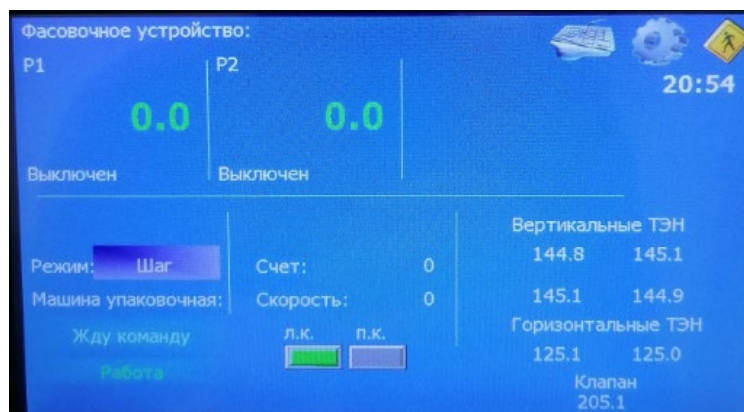 Фасовочное устройство:
P1 P2
20:54
0.0 0.0
Выключен Выключен
Вертикальные ТЭН
144.8 145.1
Режим: Шаг Счет: 0
145.1 144.9
Машина упаковочная: Скорость: 0
Горизонтальные ТЭН
Жду команду л.к. п.к.
125.1 125.0
Работа
Клапан
205.1